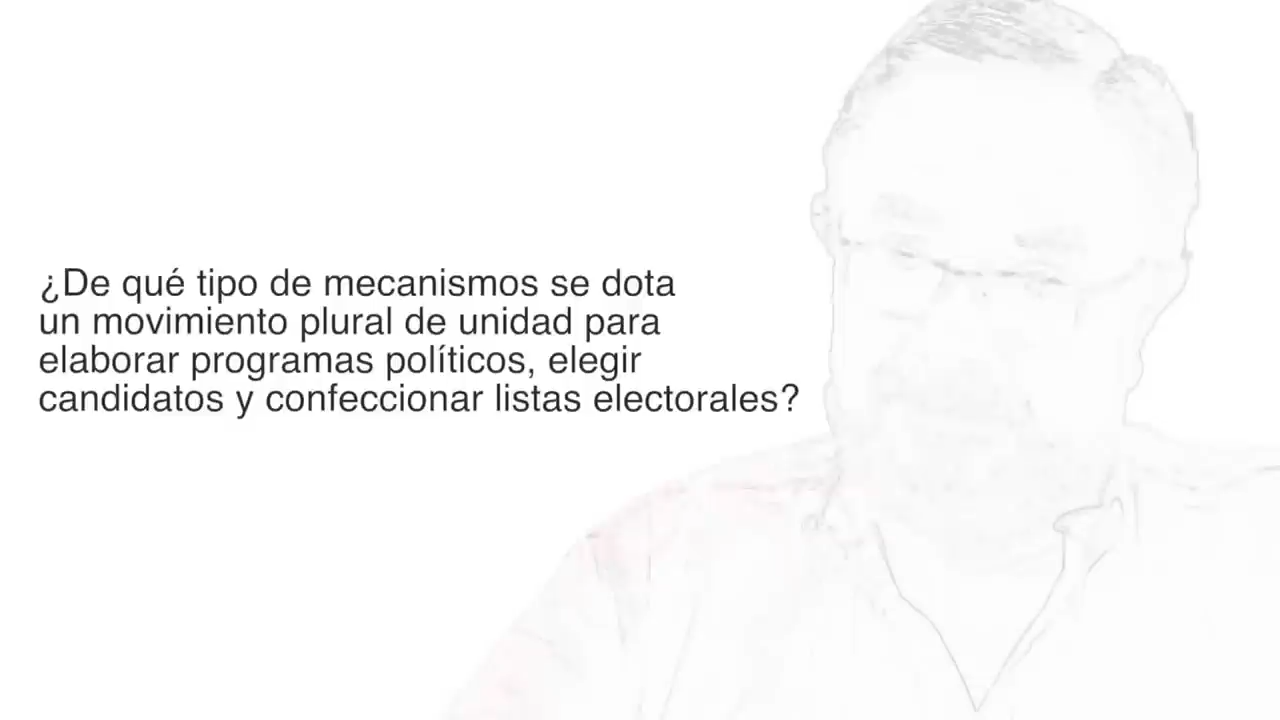 ¿De qué tipo de mecanismos se dota
un movimiento plural de unidad para
elaborar programas políticos, elegir
candidatos y confeccionar listas electorales?